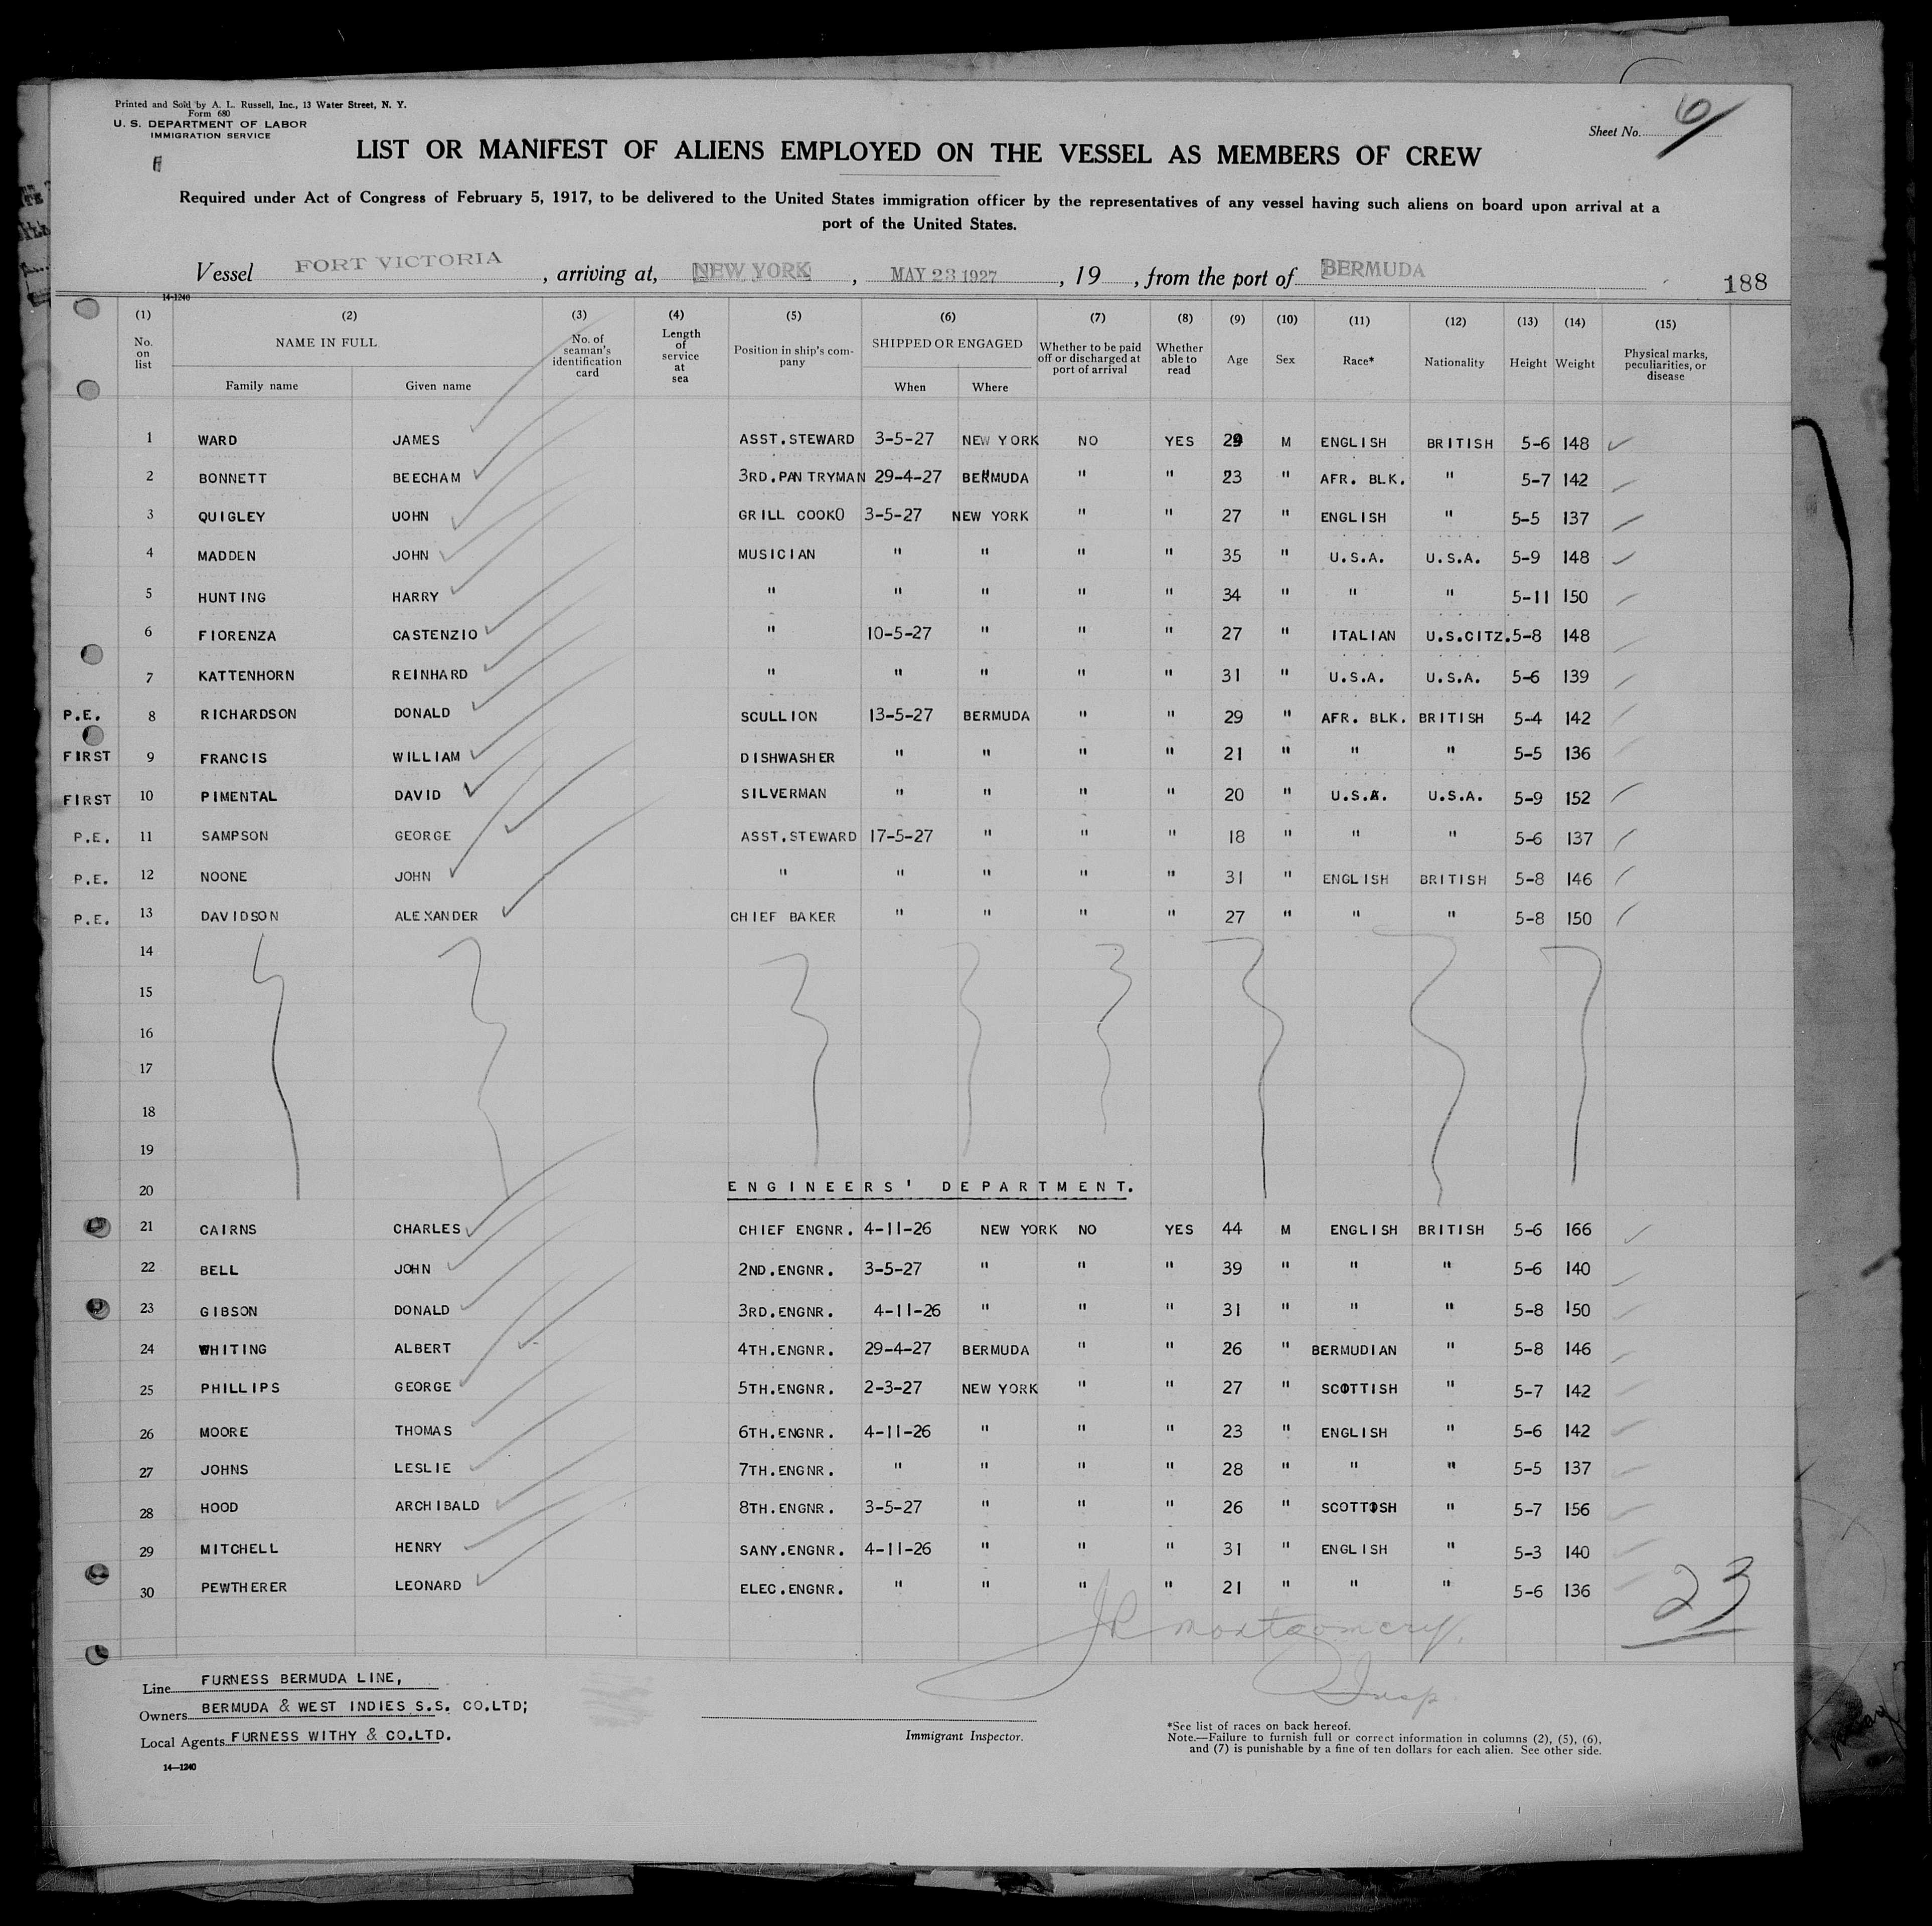 Printed and Sold by A. L. Russell, Inc., 13 Water Street, N. Y.
Form 680
U. S. DEPARTMENT OF LABOR
IMMIGRATION SERVICE
Sheet No. 6
LIST OR MANIFEST OF ALIENS EMPLOYED ON THE VESSEL AS MEMBERS OF CREW
Required under Act of Congress of February 5, 1917, to be delivered to the United States immigration officer by the representatives of any vessel having such aliens on board upon arrival at a
port of the United States.
Vessel FORT VICTORIA, arriving at, NEW YORK, MAY 23 1927, 19 , from the port of BERMUDA
188
14-1240
(1) (2) (3) (4) (5) (6) (7) (8) (9) (10) (11) (12) (13) (14) (15)
No. on list NAME IN FULL Family name Given name No. of seaman's identification card Length of service at sea Position in ship's company SHIPPED OR ENGAGED When Where Whether to be paid off or discharged at port of arrival Whether able to read Age Sex Race* Nationality Height Weight Physical marks, peculiarities, or disease
1 WARD JAMES ASST.STEWARD 3-5-27 NEW YORK NO YES 29 M ENGLISH BRITISH 5-6 148
2 BONNETT BEECHAM 3RD.PANTRYMAN 29-4-27 BERMUDA " " 23 " AFR. BLK. " 5-7 142
3 QUIGLEY UOHN GRILL COOKO 3-5-27 NEW YORK " " 27 " ENGLISH " 5-5 137
4 MADDEN JOHN MUSICIAN " " " " 35 " U.S.A. U.S.A. 5-9 148
5 HUNTING HARRY " " " " " 34 " " " 5-11 150
6 FIORENZA CASTENZIO " 10-5-27 " " " 27 " ITALIAN U.S.CITZ. 5-8 148
7 KATTENHORN REINHARD " " " " " 31 " U.S.A. U.S.A. 5-6 139
P.E. 8 RICHARDSON DONALD SCULLION 13-5-27 BERMUDA " " 29 " AFR. BLK. BRITISH 5-4 142
FIRST 9 FRANCIS WILLIAM DISHWASHER " " " " 21 " " " 5-5 136
FIRST 10 PIMENTAL DAVID SILVERMAN " " " " 20 " U.S.A. U.S.A. 5-9 152
P.E. 11 SAMPSON GEORGE ASST.STEWARD 17-5-27 " " " 18 " " " 5-6 137
P.E. 12 NOONE JOHN " " " " " 31 " ENGLISH BRITISH 5-8 146
P.E. 13 DAVIDSON ALEXANDER CHIEF BAKER " " " " 27 " " " 5-8 150
14
15
16
17
18
19
20 ENGINEERS' DEPARTMENT.
21 CAIRNS CHARLES CHIEF ENGNR. 4-11-26 NEW YORK NO YES 44 M ENGLISH BRITISH 5-6 166
22 BELL JOHN 2ND.ENGNR. 3-5-27 " " " 39 " " " 5-6 140
23 GIBSON DONALD 3RD.ENGNR. 4-11-26 " " " 31 " " " 5-8 150
24 WHITING ALBERT 4TH.ENGNR. 29-4-27 BERMUDA " " 26 " BERMUDIAN " 5-8 146
25 PHILLIPS GEORGE 5TH.ENGNR. 2-3-27 NEW YORK " " 27 " SCOTTISH " 5-7 142
26 MOORE THOMAS 6TH.ENGNR. 4-11-26 " " " 23 " ENGLISH " 5-6 142
27 JOHNS LESLIE 7TH.ENGNR. " " " " 28 " " " 5-5 137
28 HOOD ARCHIBALD 8TH.ENGNR. 3-5-27 " " " 26 " SCOTTISH " 5-7 156
29 MITCHELL HENRY SANY.ENGNR. 4-11-26 " " " 31 " ENGLISH " 5-3 140
30 PEWTHERER LEONARD ELEC.ENGNR. " " " " 21 " " " 5-6 136
23
JR Montgomery.
Insp.
Line FURNESS BERMUDA LINE,
Owners BERMUDA & WEST INDIES S.S. CO.LTD;
Local Agents FURNESS WITHY & CO.LTD.
Immigrant Inspector.
*See list of races on back hereof.
Note.—Failure to furnish full or correct information in columns (2), (5), (6),
and (7) is punishable by a fine of ten dollars for each alien. See other side.
14—1240